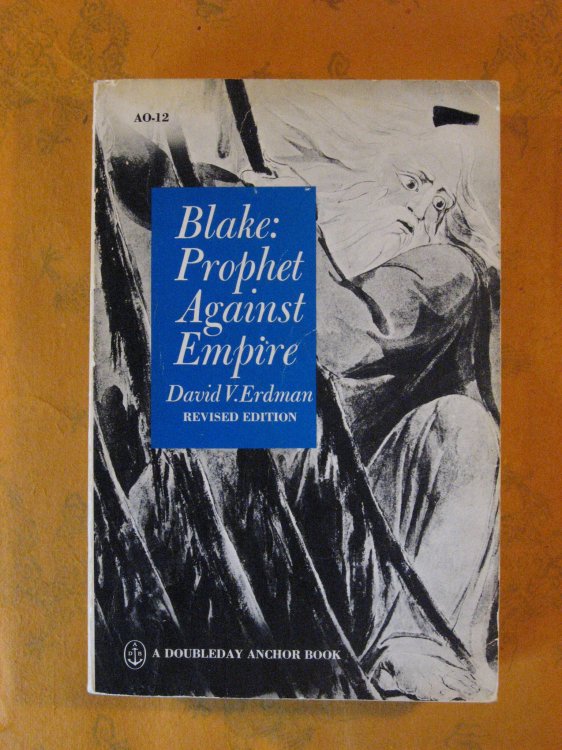 AO-12
Blake:
Prophet
Against
Empire
David V. Erdman
REVISED EDITION
A
D B
A DOUBLEDAY ANCHOR BOOK